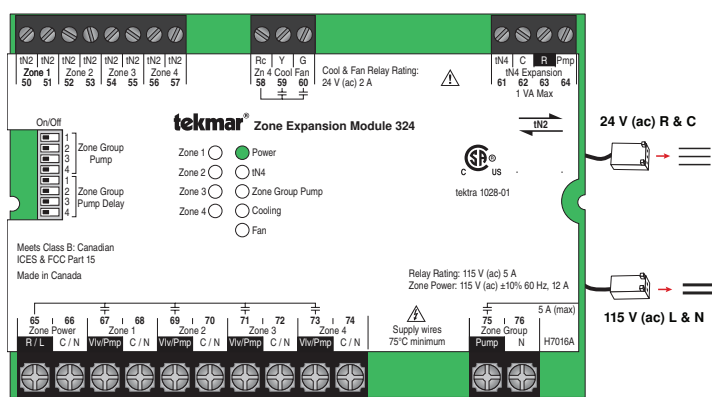 tN2 tN2 tN2 tN2 tN2 tN2 tN2 tN2
Zone 1 Zone 2 Zone 3 Zone 4
50 51 52 53 54 55 56 57
Rc Y G
Zn 4 Cool Fan
58 59 60
Cool & Fan Relay Rating:
24 V (ac) 2 A
tN4 C R Pmp
tN4 Expansion
61 62 63 64
1 VA Max
On/Off
1
2
3
4
Zone Group
Pump
1
2
3
4
Zone Group
Pump Delay
tekmar® Zone Expansion Module 324
Zone 1 Power
Zone 2 tN4
Zone 3 Zone Group Pump
Zone 4 Cooling
Fan
tN2
SA®
C US
tektra 1028-01
24 V (ac) R & C
Meets Class B: Canadian
ICES & FCC Part 15
Made in Canada
Relay Rating: 115 V (ac) 5 A
Zone Power: 115 V (ac) ±10% 60 Hz, 12 A
115 V (ac) L & N
65 66 67 68 69 70 71 72 73 74
Zone Power Zone 1 Zone 2 Zone 3 Zone 4
R / L C / N Vlv/Pmp C / N Vlv/Pmp C / N Vlv/Pmp C / N Vlv/Pmp C / N
Supply wires
75°C minimum
5 A (max)
75 76
Zone Group
Pump N
H7016A